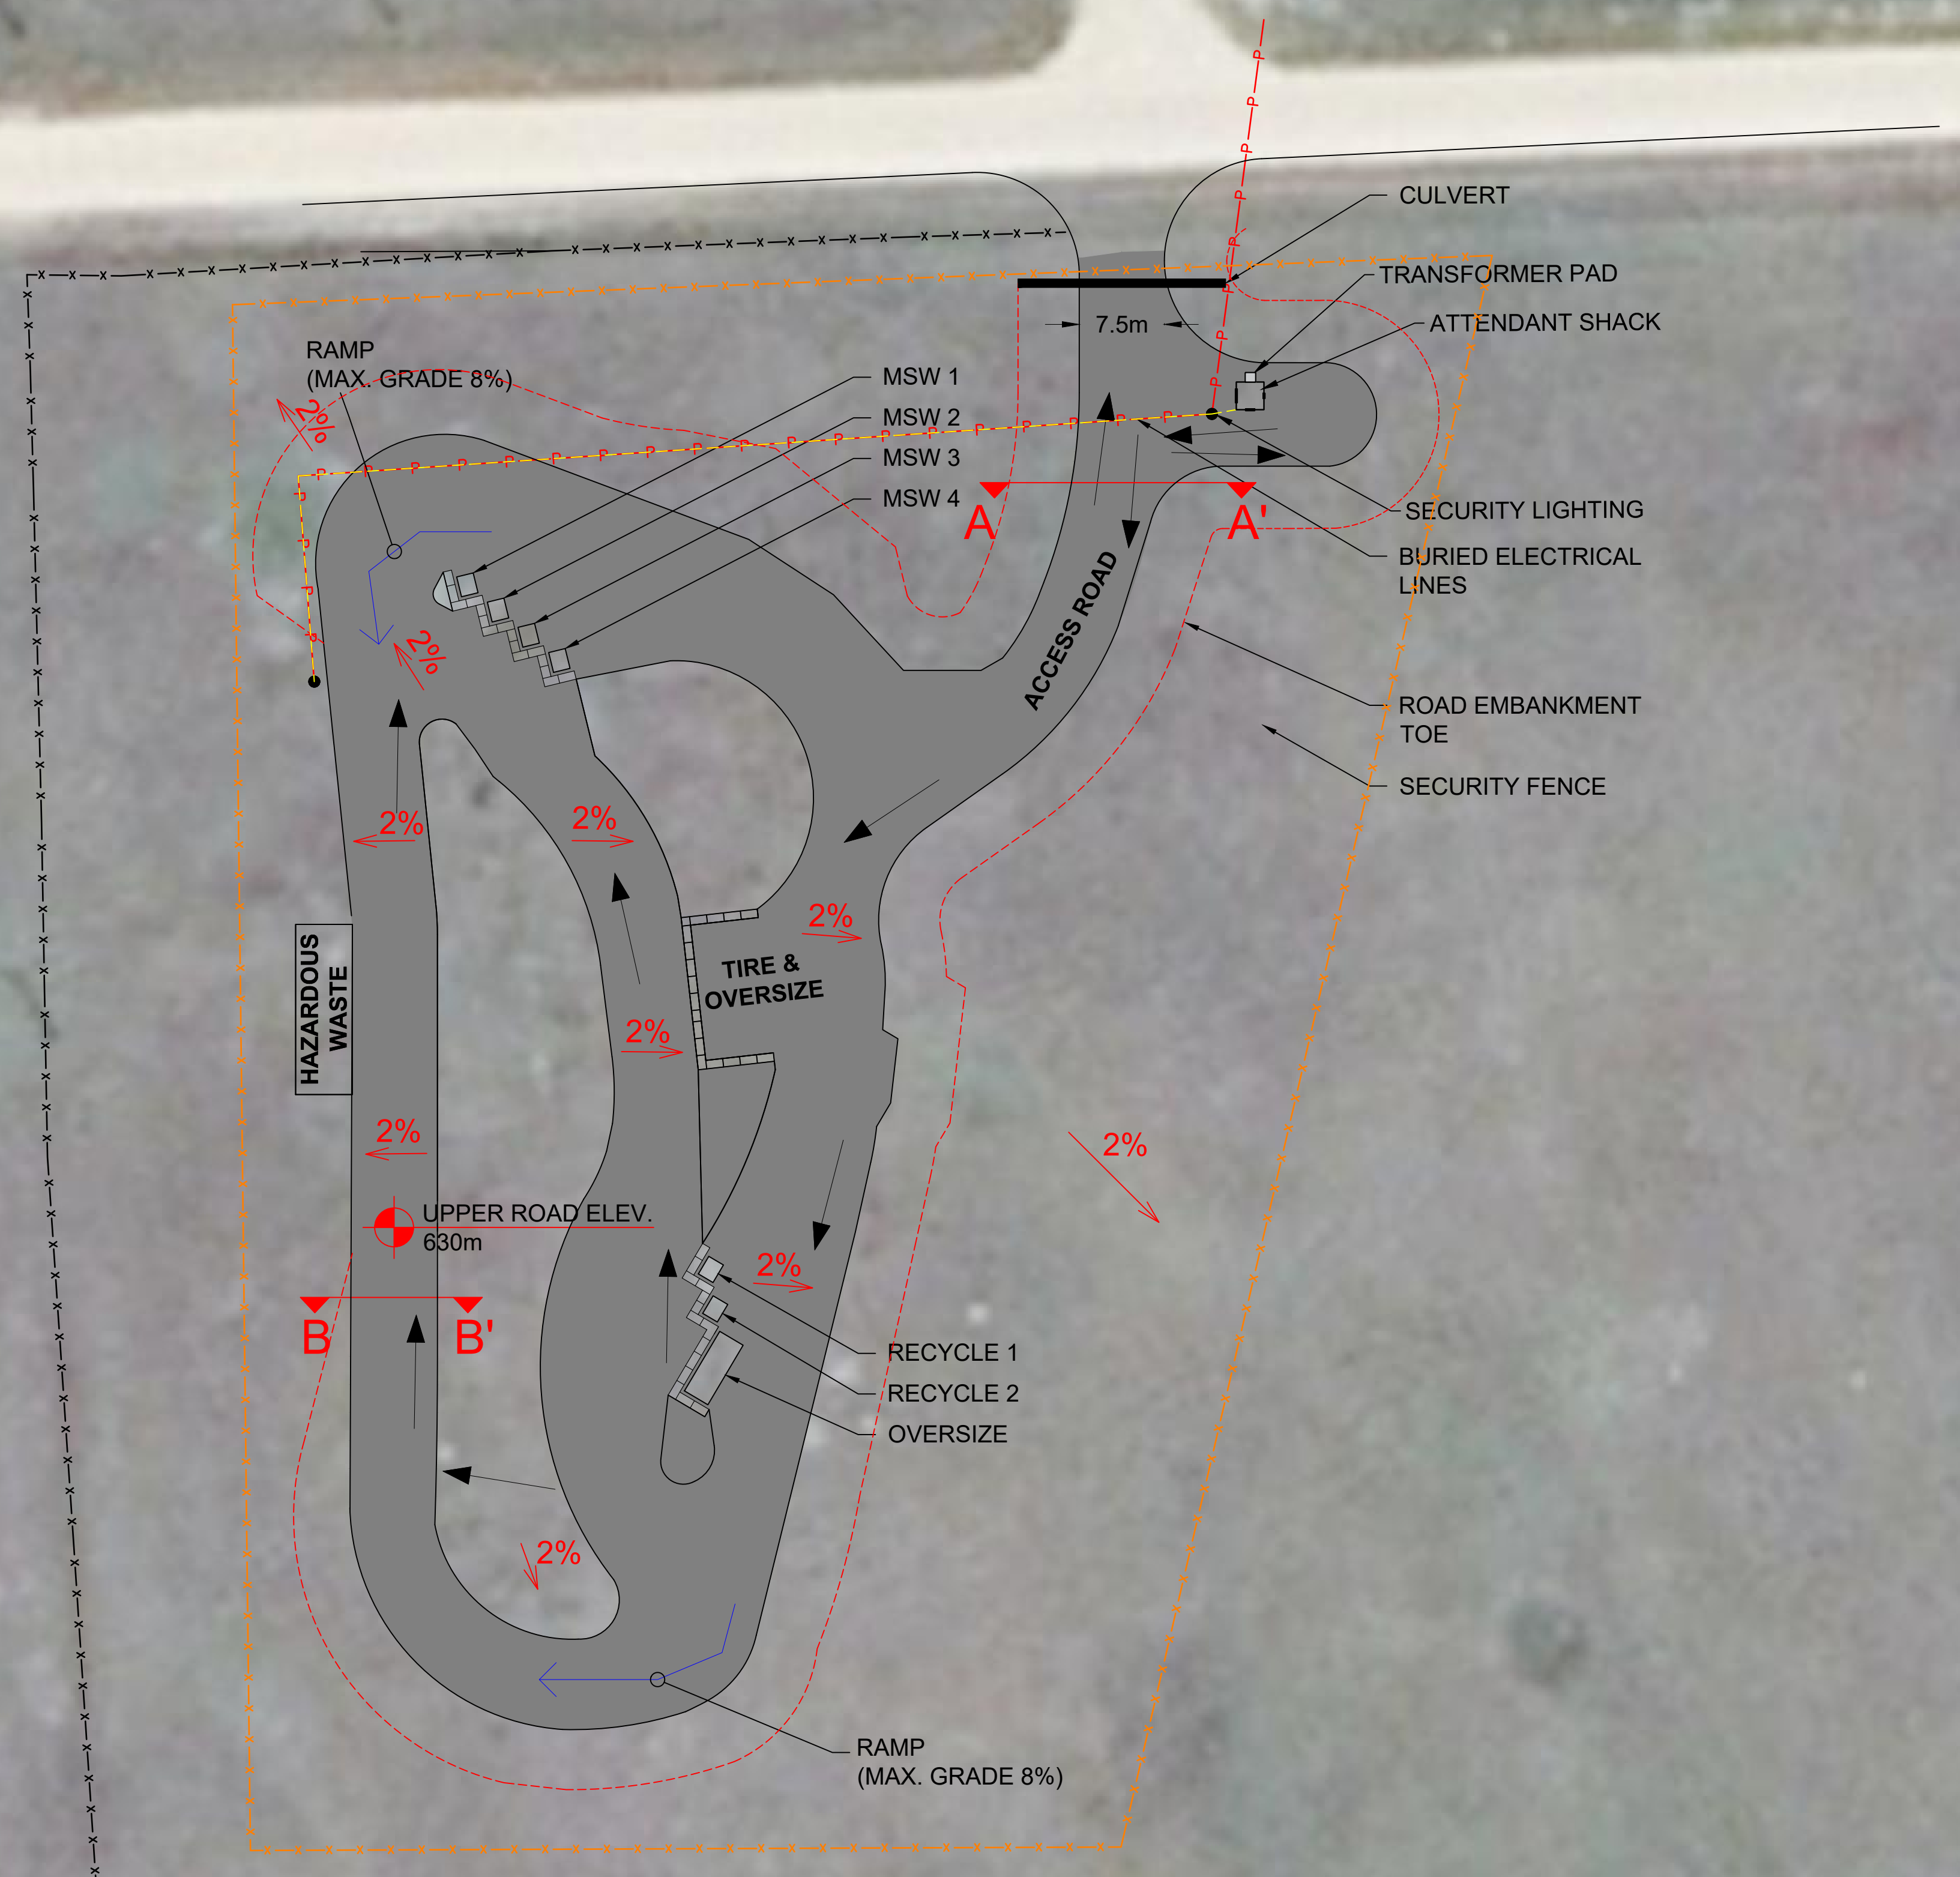 CULVERT
TRANSFORMER PAD
ATTENDANT SHACK
7.5m
RAMP
(MAX. GRADE 8%)
MSW 1
MSW 2
MSW 3
MSW 4
2%
A
A'
SECURITY LIGHTING
BURIED ELECTRICAL
LINES
ACCESS ROAD
2%
ROAD EMBANKMENT
TOE
SECURITY FENCE
2%
2%
2%
HAZARDOUS
WASTE
TIRE &
OVERSIZE
2%
2%
2%
UPPER ROAD ELEV.
630m
2%
B
B'
RECYCLE 1
RECYCLE 2
OVERSIZE
2%
RAMP
(MAX. GRADE 8%)